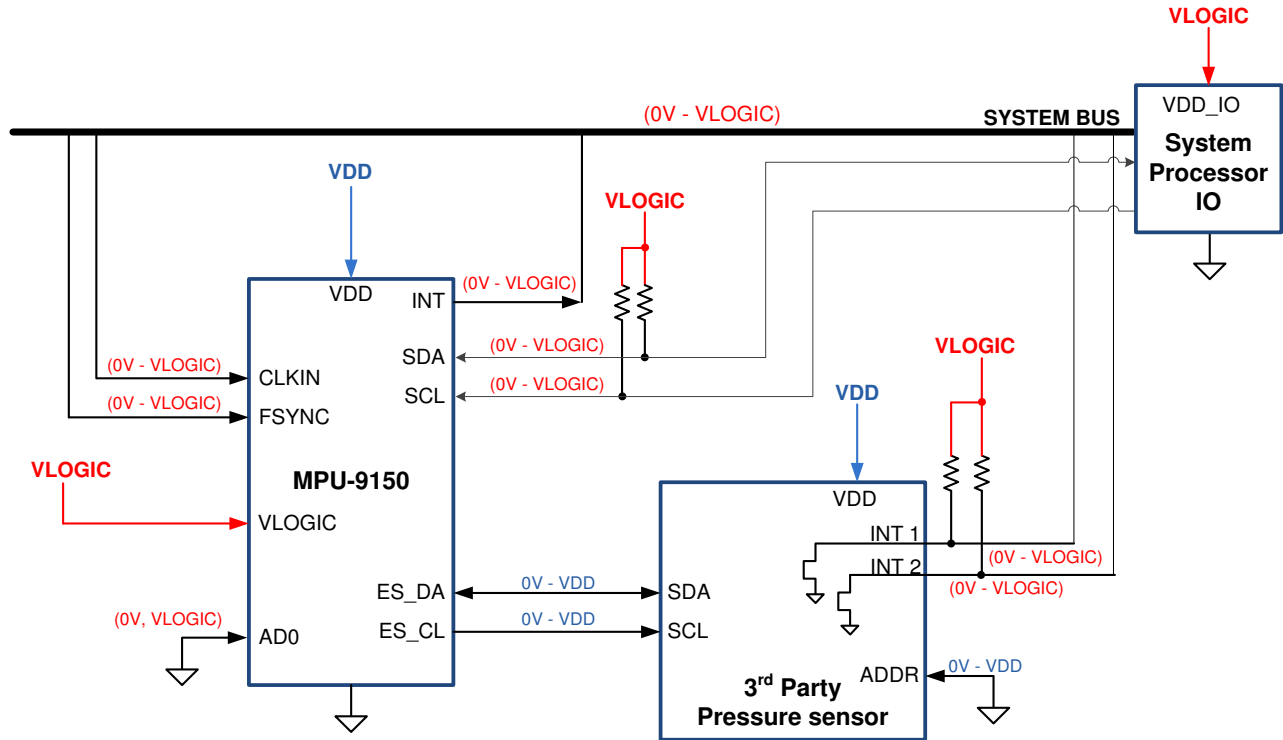 VLOGIC
VDD_IO
System
Processor
IO
(0V - VLOGIC)
SYSTEM BUS
VDD
VLOGIC
VDD
INT
(0V - VLOGIC)
SDA
(0V - VLOGIC)
SCL
(0V - VLOGIC)
(0V - VLOGIC)
CLKIN
(0V - VLOGIC)
FSYNC
MPU-9150
VLOGIC
VLOGIC
VLOGIC
VDD
VDD
INT 1
(0V - VLOGIC)
INT 2
(0V - VLOGIC)
ES_DA
0V - VDD
SDA
ES_CL
0V - VDD
SCL
(0V, VLOGIC)
AD0
ADDR
0V - VDD
3rd Party
Pressure sensor